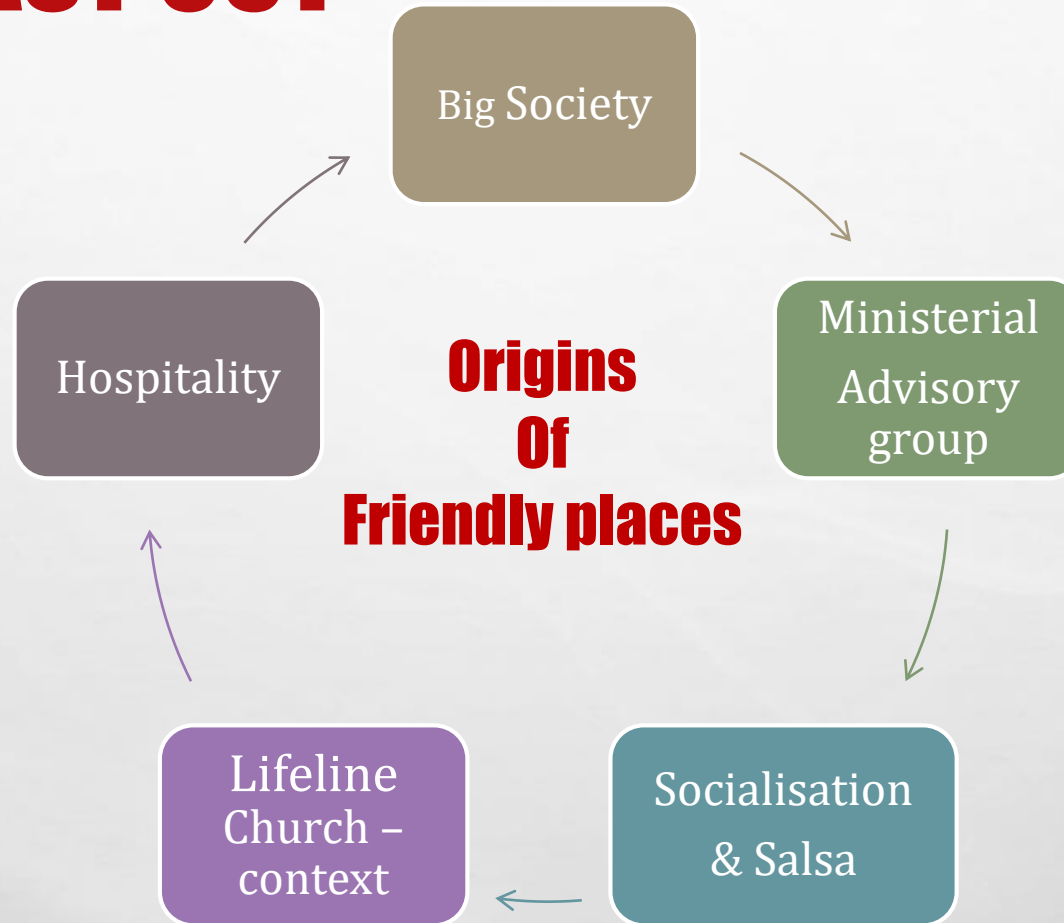 Big Society
Ministerial
Advisory
group
Hospitality
Origins
Of
Friendly places
Socialisation
& Salsa
Lifeline
Church –
context